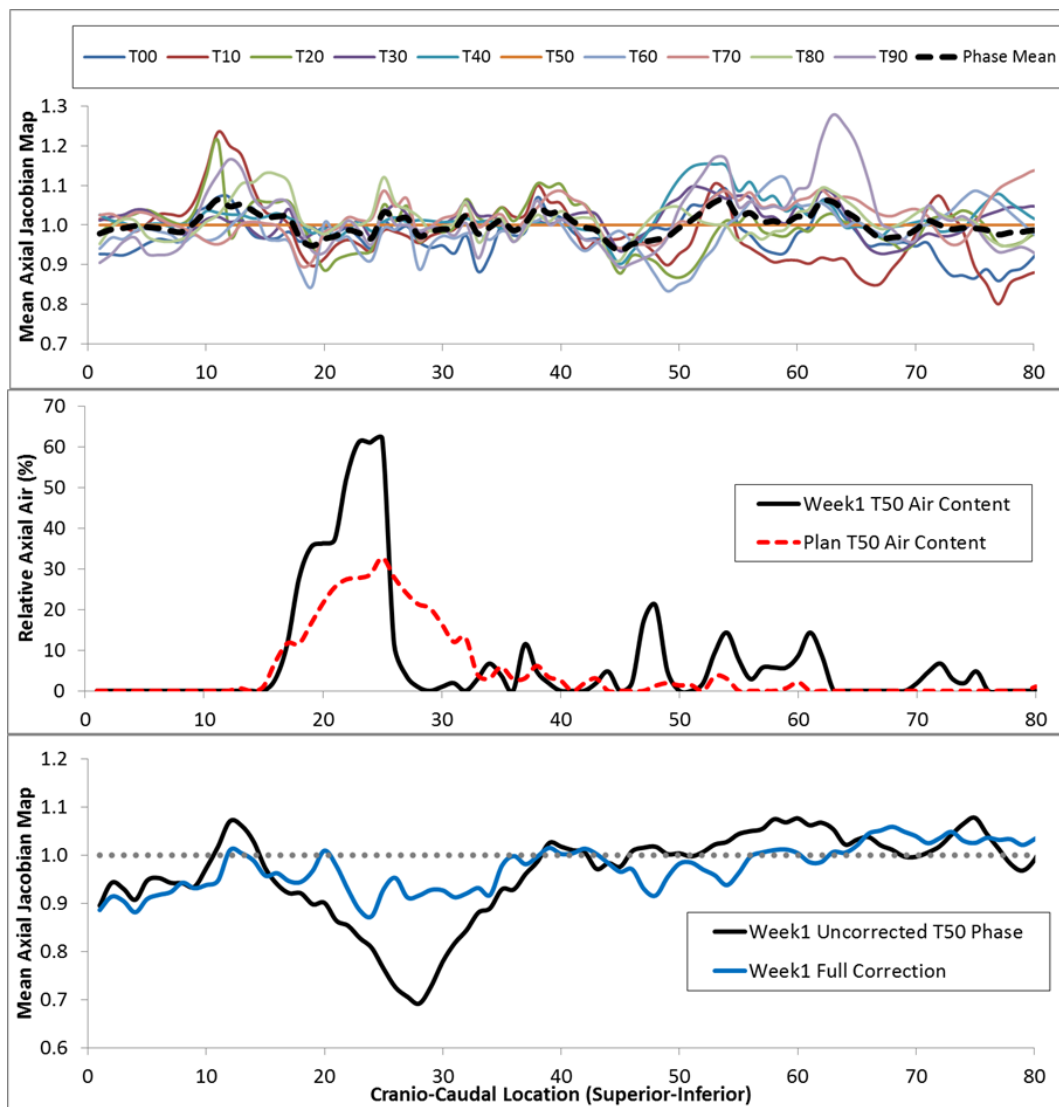 T00 T10 T20 T30 T40 T50 T60 T70 T80 T90 Phase Mean
Mean Axial Jacobian Map
1.3
1.2
1.1
1.0
0.9
0.8
0.7
0 10 20 30 40 50 60 70 80
Relative Axial Air (%)
70
60
50
40
30
20
10
0
Week1 T50 Air Content
Plan T50 Air Content
0 10 20 30 40 50 60 70 80
Mean Axial Jacobian Map
1.2
1.1
1.0
0.9
0.8
0.7
0.6
Week1 Uncorrected T50 Phase
Week1 Full Correction
0 10 20 30 40 50 60 70 80
Cranio-Caudal Location (Superior-Inferior)